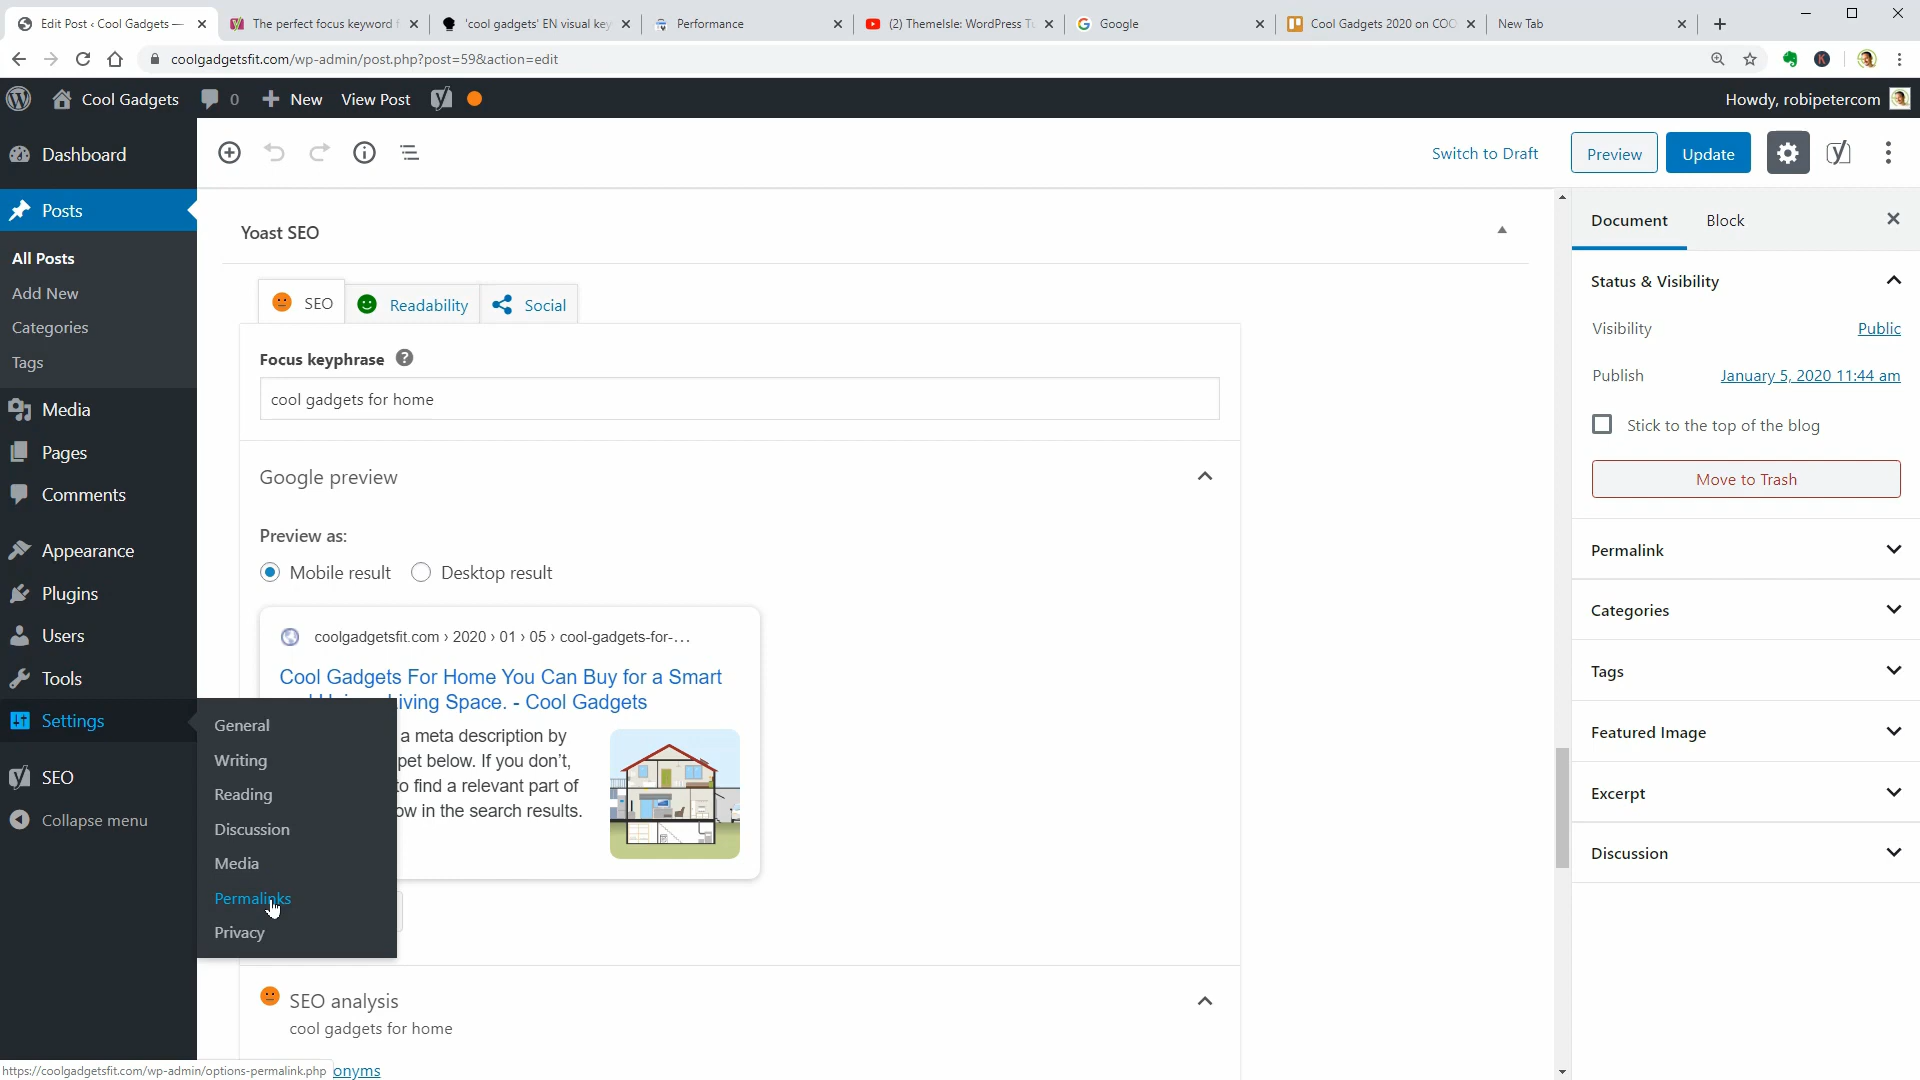 Edit Post ‹ Cool Gadgets —
The perfect focus keyword f
'cool gadgets' EN visual key
Performance
(2) ThemeIsle: WordPress Tu
Google
Cool Gadgets 2020 on COO
New Tab
coolgadgetsfit.com/wp-admin/post.php?post=59&action=edit
Cool Gadgets
0
New
View Post
Howdy, robipetercom
Dashboard
Posts
All Posts
Add New
Categories
Tags
Media
Pages
Comments
Appearance
Plugins
Users
Tools
Settings
SEO
Collapse menu
General
Writing
Reading
Discussion
Media
Permalinks
Privacy
Switch to Draft
Preview
Update
Yoast SEO
SEO
Readability
Social
Focus keyphrase
cool gadgets for home
Google preview
Preview as:
Mobile result
Desktop result
coolgadgetsfit.com › 2020 › 01 › 05 › cool-gadgets-for-...
Cool Gadgets For Home You Can Buy for a Smart
iving Space. - Cool Gadgets
a meta description by
pet below. If you don't,
to find a relevant part of
ow in the search results.
SEO analysis
cool gadgets for home
onyms
Document
Block
Status & Visibility
Visibility
Public
Publish
January 5, 2020 11:44 am
Stick to the top of the blog
Move to Trash
Permalink
Categories
Tags
Featured Image
Excerpt
Discussion
https://coolgadgetsfit.com/wp-admin/options-permalink.php